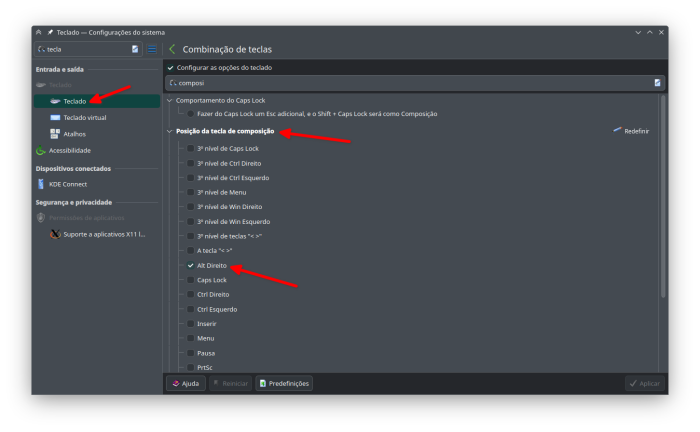 Teclado — Configurações do sistema
tecla
Combinação de teclas
Entrada e saída
Teclado
Teclado
Teclado virtual
Atalhos
Acessibilidade
Dispositivos conectados
KDE Connect
Segurança e privacidade
Permissões de aplicativos
Suporte a aplicativos X11 l...
Configurar as opções do teclado
composi
Comportamento do Caps Lock
Fazer do Caps Lock um Esc adicional, e o Shift + Caps Lock será como Composição
Posição da tecla de composição
Redefinir
3º nível de Caps Lock
3º nível de Ctrl Direito
3º nível de Ctrl Esquerdo
3º nível de Menu
3º nível de Win Direito
3º nível de Win Esquerdo
3º nível de teclas "< >"
A tecla "< >"
Alt Direito
Caps Lock
Ctrl Direito
Ctrl Esquerdo
Inserir
Menu
Pausa
PrtSc
Ajuda
Reiniciar
Predefinições
Aplicar